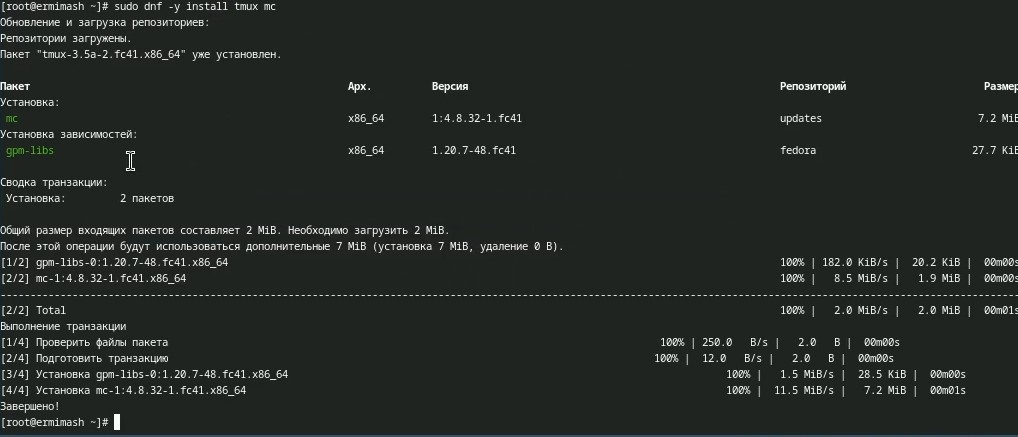 [root@ermimash ~]# sudo dnf -y install tmux mc
Обновление и загрузка репозиториев:
Репозитории загружены.
Пакет "tmux-3.5a-2.fc41.x86_64" уже установлен.
Пакет Арх. Версия Репозиторий Размер
Установка:
mc x86_64 1:4.8.32-1.fc41 updates 7.2 MiB
Установка зависимостей:
gpm-libs x86_64 1.20.7-48.fc41 fedora 27.7 KiB
Сводка транзакции:
Установка: 2 пакетов
Общий размер входящих пакетов составляет 2 MiB. Необходимо загрузить 2 MiB.
После этой операции будут использоваться дополнительные 7 MiB (установка 7 MiB, удаление 0 B).
[1/2] gpm-libs-0:1.20.7-48.fc41.x86_64 100% | 182.0 KiB/s | 20.2 KiB | 00m00s
[2/2] mc-1:4.8.32-1.fc41.x86_64 100% | 8.5 MiB/s | 1.9 MiB | 00m00s
--------------------------------------------------------------------------------
[2/2] Total 100% | 2.0 MiB/s | 2.0 MiB | 00m01s
Выполнение транзакции
[1/4] Проверить файлы пакета 100% | 250.0 B/s | 2.0 B | 00m00s
[2/4] Подготовить транзакцию 100% | 12.0 B/s | 2.0 B | 00m00s
[3/4] Установка gpm-libs-0:1.20.7-48.fc41.x86_64 100% | 1.5 MiB/s | 28.5 KiB | 00m00s
[4/4] Установка mc-1:4.8.32-1.fc41.x86_64 100% | 11.5 MiB/s | 7.2 MiB | 00m01s
Завершено!
[root@ermimash ~]#